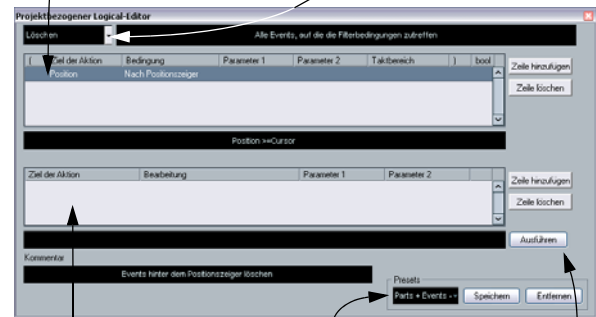 Projektbezogener Logical-Editor
Löschen
Alle Events, auf die die Filterbedingungen zutreffen
( Ziel der Aktion Bedingung Parameter 1 Parameter 2 Taktbereich ) bool
Position Nach Positionszeiger
Zeile hinzufügen
Zeile löschen
Position >=Cursor
Ziel der Aktion Bearbeitung Parameter 1 Parameter 2
Zeile hinzufügen
Zeile löschen
Ausführen
Kommentar
Events hinter dem Positionszeiger löschen
Presets
Parts + Events - Speichern Entfernen